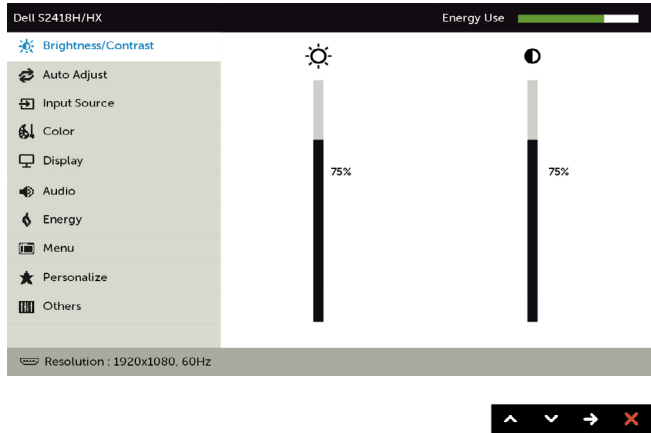 Dell S2418H/HX Energy Use
Brightness/Contrast
Auto Adjust
Input Source
Color
Display
75% 75%
Audio
Energy
Menu
Personalize
Others
Resolution : 1920x1080, 60Hz